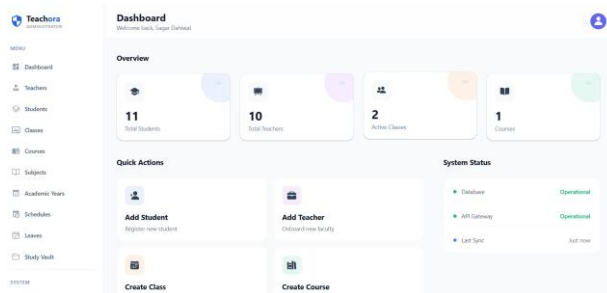 Teachora
ADMINISTRATOR
MENU
Dashboard
Teachers
Students
Classes
Courses
Subjects
Academic Years
Schedules
Leaves
Study Vault
SYSTEM
Dashboard
Welcome back, Sagar Dahiwal
Overview
11
Total Students
10
Total Teachers
2
Active Classes
1
Courses
Quick Actions
Add Student
Register new student
Add Teacher
Onboard new faculty
Create Class
Create Course
System Status
Database Operational
API Gateway Operational
Last Sync Just now